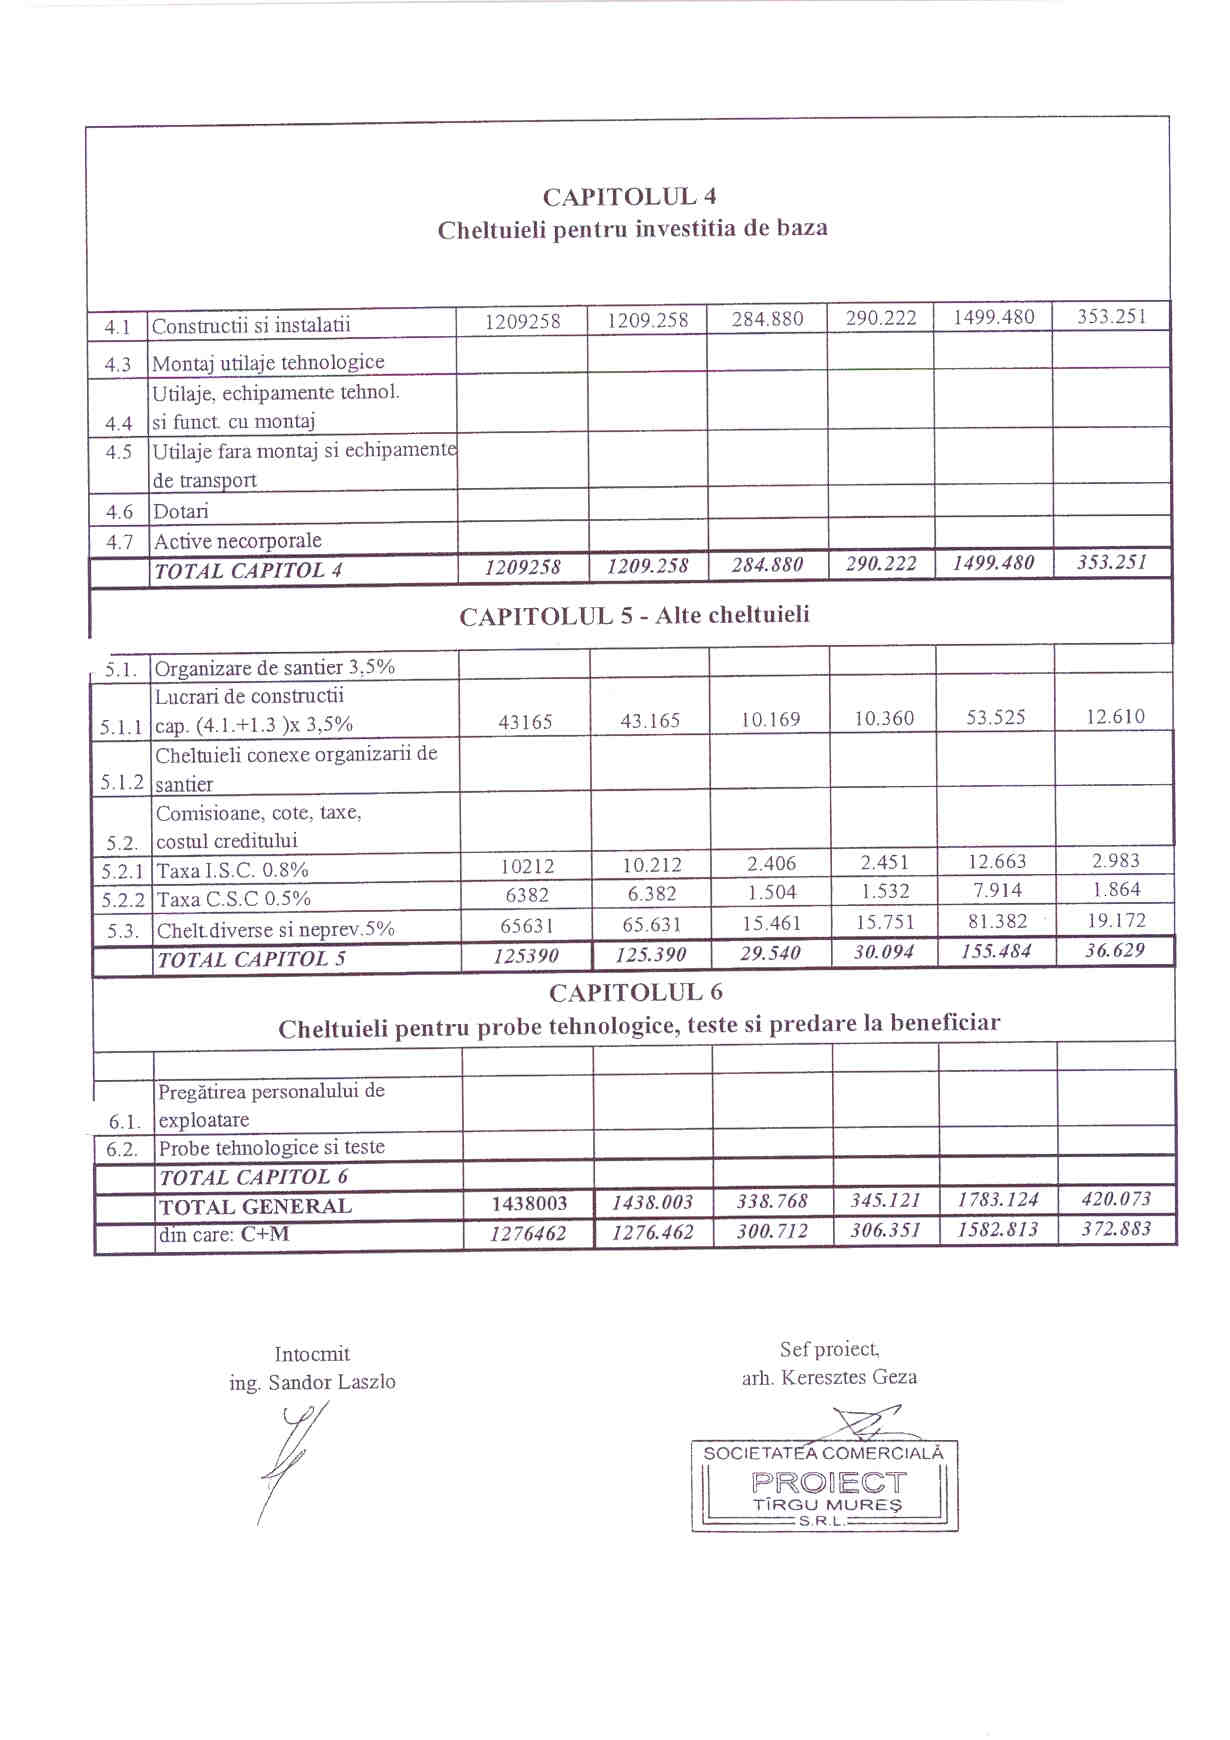 CAPITOLUL 4
Cheltuieli pentru investitia de baza
4.1 Constructii si instalatii 1209258 1209.258 284.880 290.222 1499.480 353.251
4.3 Montaj utilaje tehnologice
Utilaje, echipamente tehnol.
4.4 si funct. cu montaj
4.5 Utilaje fara montaj si echipamente
de transport
4.6 Dotari
4.7 Active necorporale
TOTAL CAPITOL 4 1209258 1209.258 284.880 290.222 1499.480 353.251
CAPITOLUL 5 - Alte cheltuieli
5.1. Organizare de santier 3,5%
Lucrari de constructii
5.1.1 cap. (4.1.+1.3 )x 3,5% 43165 43.165 10.169 10.360 53.525 12.610
Cheltuieli conexe organizarii de
5.1.2 santier
Comisioane, cote, taxe,
5.2. costul creditului
5.2.1 Taxa I.S.C. 0.8% 10212 10.212 2.406 2.451 12.663 2.983
5.2.2 Taxa C.S.C 0.5% 6382 6.382 1.504 1.532 7.914 1.864
5.3. Chelt.diverse si neprev.5% 65631 65.631 15.461 15.751 81.382 19.172
TOTAL CAPITOL 5 125390 125.390 29.540 30.094 155.484 36.629
CAPITOLUL 6
Cheltuieli pentru probe tehnologice, teste si predare la beneficiar
Pregătirea personalului de
6.1. exploatare
6.2. Probe tehnologice si teste
TOTAL CAPITOL 6
TOTAL GENERAL 1438003 1438.003 338.768 345.121 1783.124 420.073
din care: C+M 1276462 1276.462 300.712 306.351 1582.813 372.883
Intocmit
ing. Sandor Laszlo
Sef proiect,
arh. Keresztes Geza
SOCIETATEA COMERCIALĂ
PROIECT
TÎRGU MUREŞ
S.R.L.